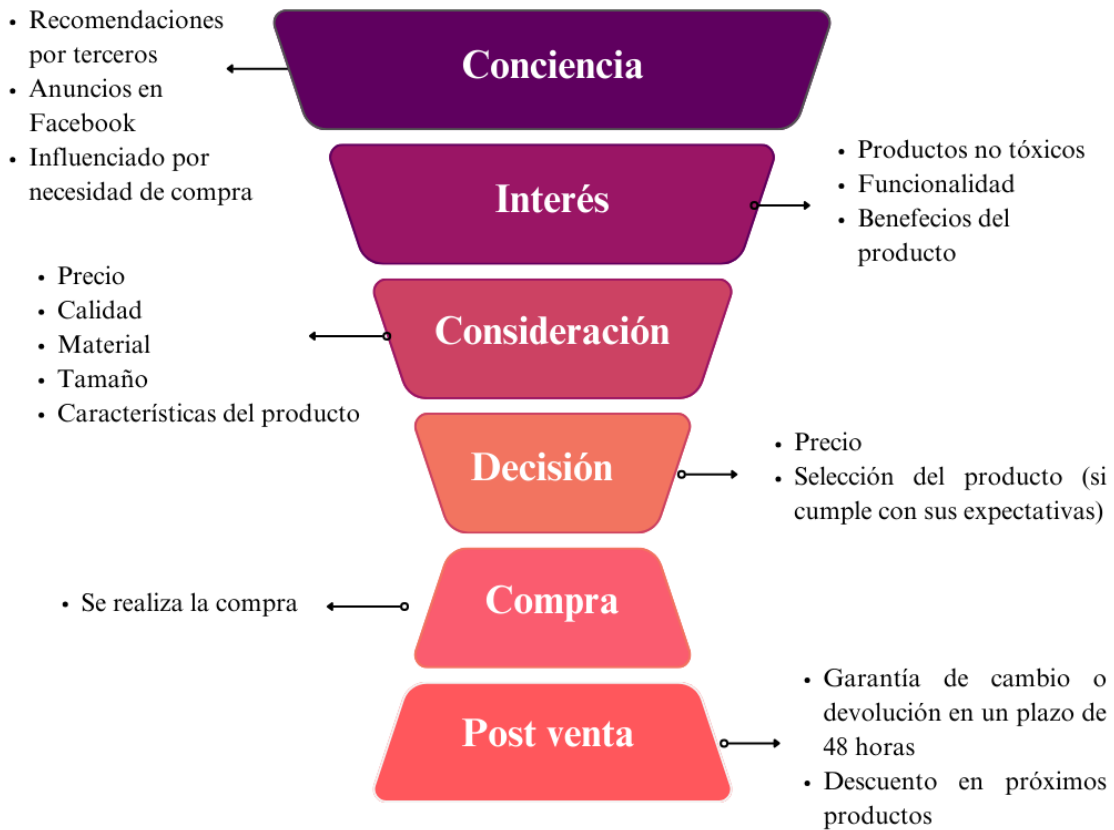 Recomendaciones
por terceros
Anuncios en
Facebook
Influenciado por
necesidad de compra
Conciencia
Interés
Productos no tóxicos
Funcionalidad
Benefecios del
producto
Precio
Calidad
Material
Tamaño
Características del producto
Consideración
Decisión
Precio
Selección del producto (si
cumple con sus expectativas)
Se realiza la compra
Compra
Post venta
Garantía de cambio o
devolución en un plazo de
48 horas
Descuento en próximos
productos